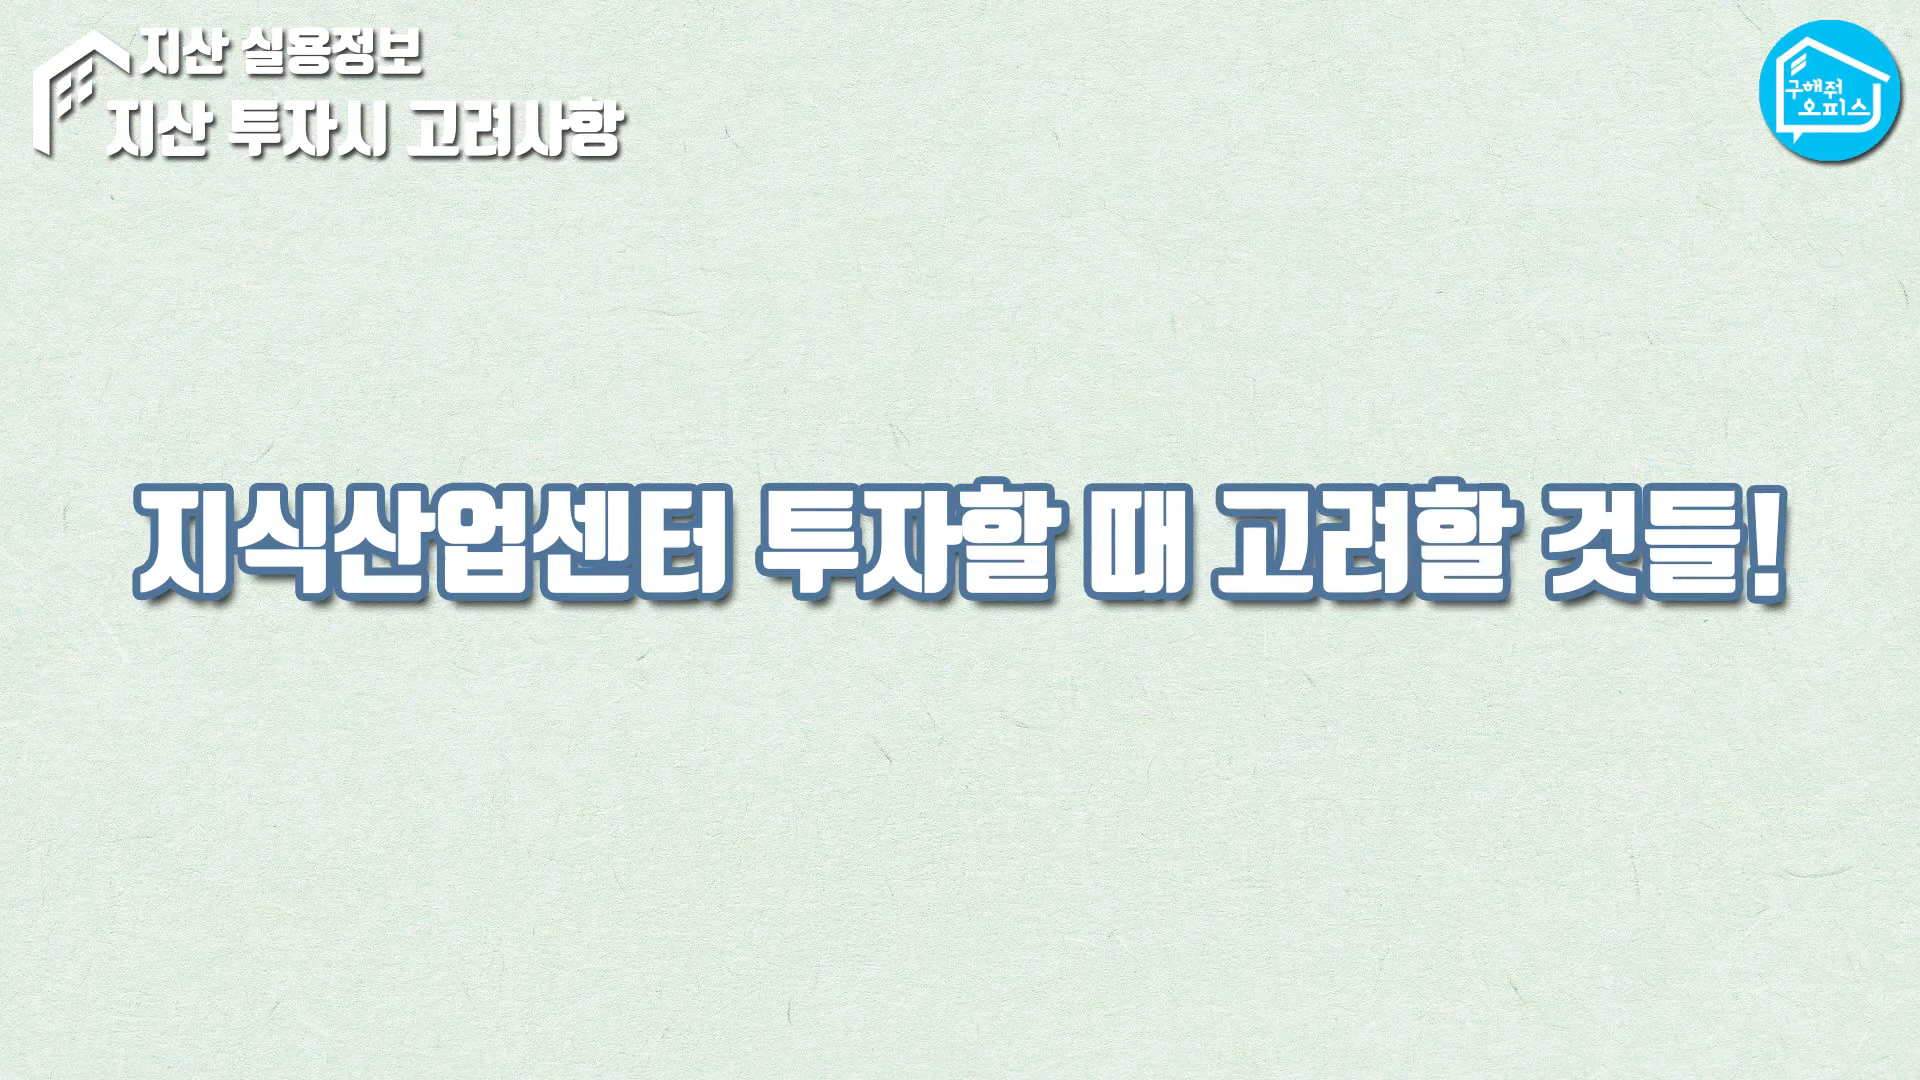 지산 실용정보
지산 투자시 고려사항
구해줘
오피스
지식산업센터 투자할 때 고려할 것들!